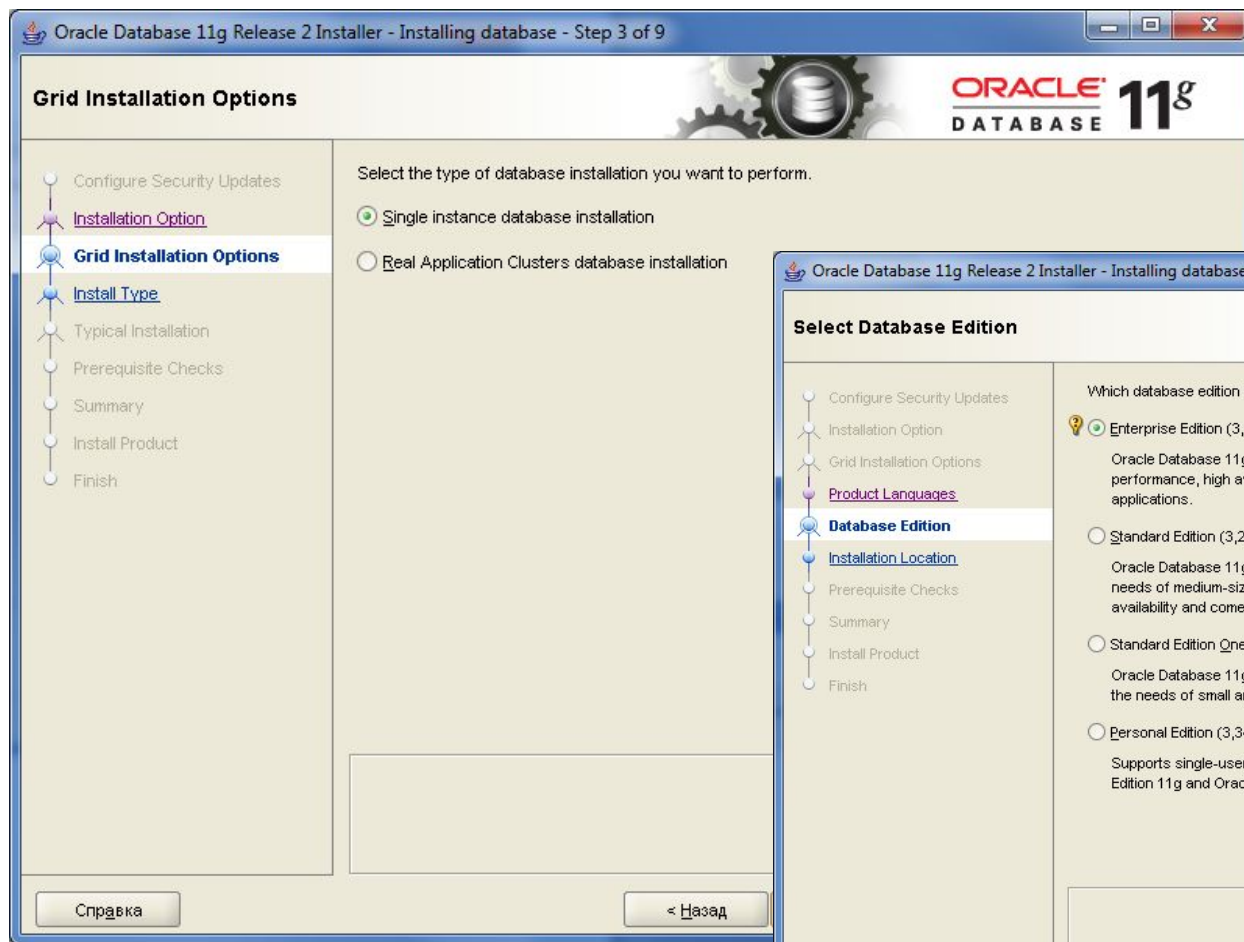 Oracle Database 11g Release 2 Installer - Installing database - Step 3 of 9
Grid Installation Options
ORACLE
DATABASE 11g
Configure Security Updates
Installation Option
Grid Installation Options
Install Type
Typical Installation
Prerequisite Checks
Summary
Install Product
Finish
Select the type of database installation you want to perform.
Single instance database installation
Real Application Clusters database installation
Справка
< Назад
Oracle Database 11g Release 2 Installer - Installing database
Select Database Edition
Configure Security Updates
Installation Option
Grid Installation Options
Product Languages
Database Edition
Installation Location
Prerequisite Checks
Summary
Install Product
Finish
Which database edition
Enterprise Edition (3,
Oracle Database 11g
performance, high a
applications.
Standard Edition (3,2
Oracle Database 11g
needs of medium-siz
availability and come
Standard Edition One
Oracle Database 11g
the needs of small a
Personal Edition (3,3
Supports single-user
Edition 11g and Orac